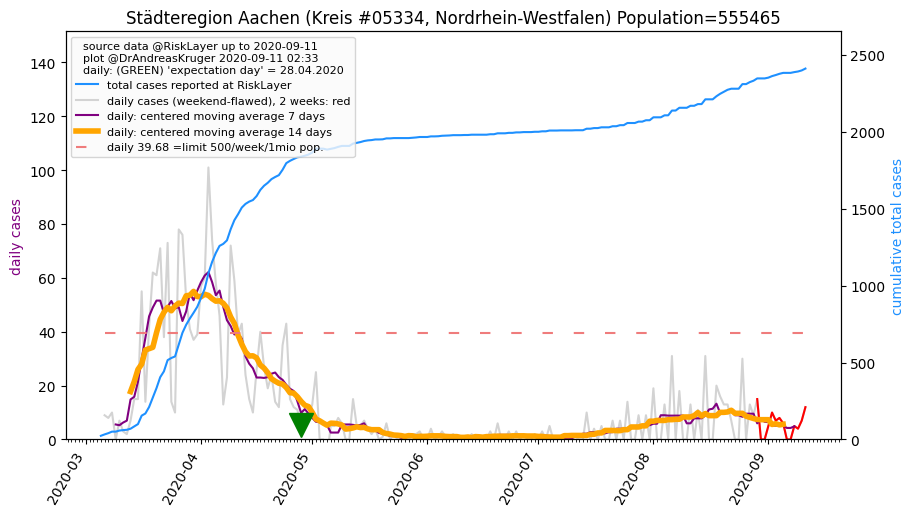 Städteregion Aachen (Kreis #05334, Nordrhein-Westfalen) Population=555465
source data @RiskLayer up to 2020-09-11
plot @DrAndreasKruger 2020-09-11 02:33
daily: (GREEN) 'expectation day' = 28.04.2020
total cases reported at RiskLayer
daily cases (weekend-flawed), 2 weeks: red
daily: centered moving average 7 days
daily: centered moving average 14 days
daily 39.68 =limit 500/week/1mio pop.
daily cases
140
120
100
80
60
40
20
0
cumulative total cases
2500
2000
1500
1000
500
0
2020-03
2020-04
2020-05
2020-06
2020-07
2020-08
2020-09